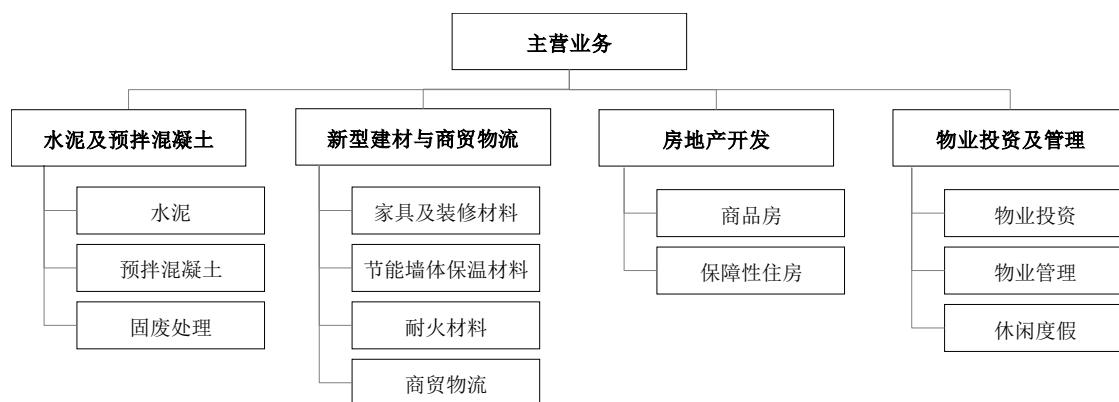 主营业务
水泥及预拌混凝土
水泥
预拌混凝土
固废处理
新型建材与商贸物流
家具及装修材料
节能墙体保温材料
耐火材料
商贸物流
房地产开发
商品房
保障性住房
物业投资及管理
物业投资
物业管理
休闲度假